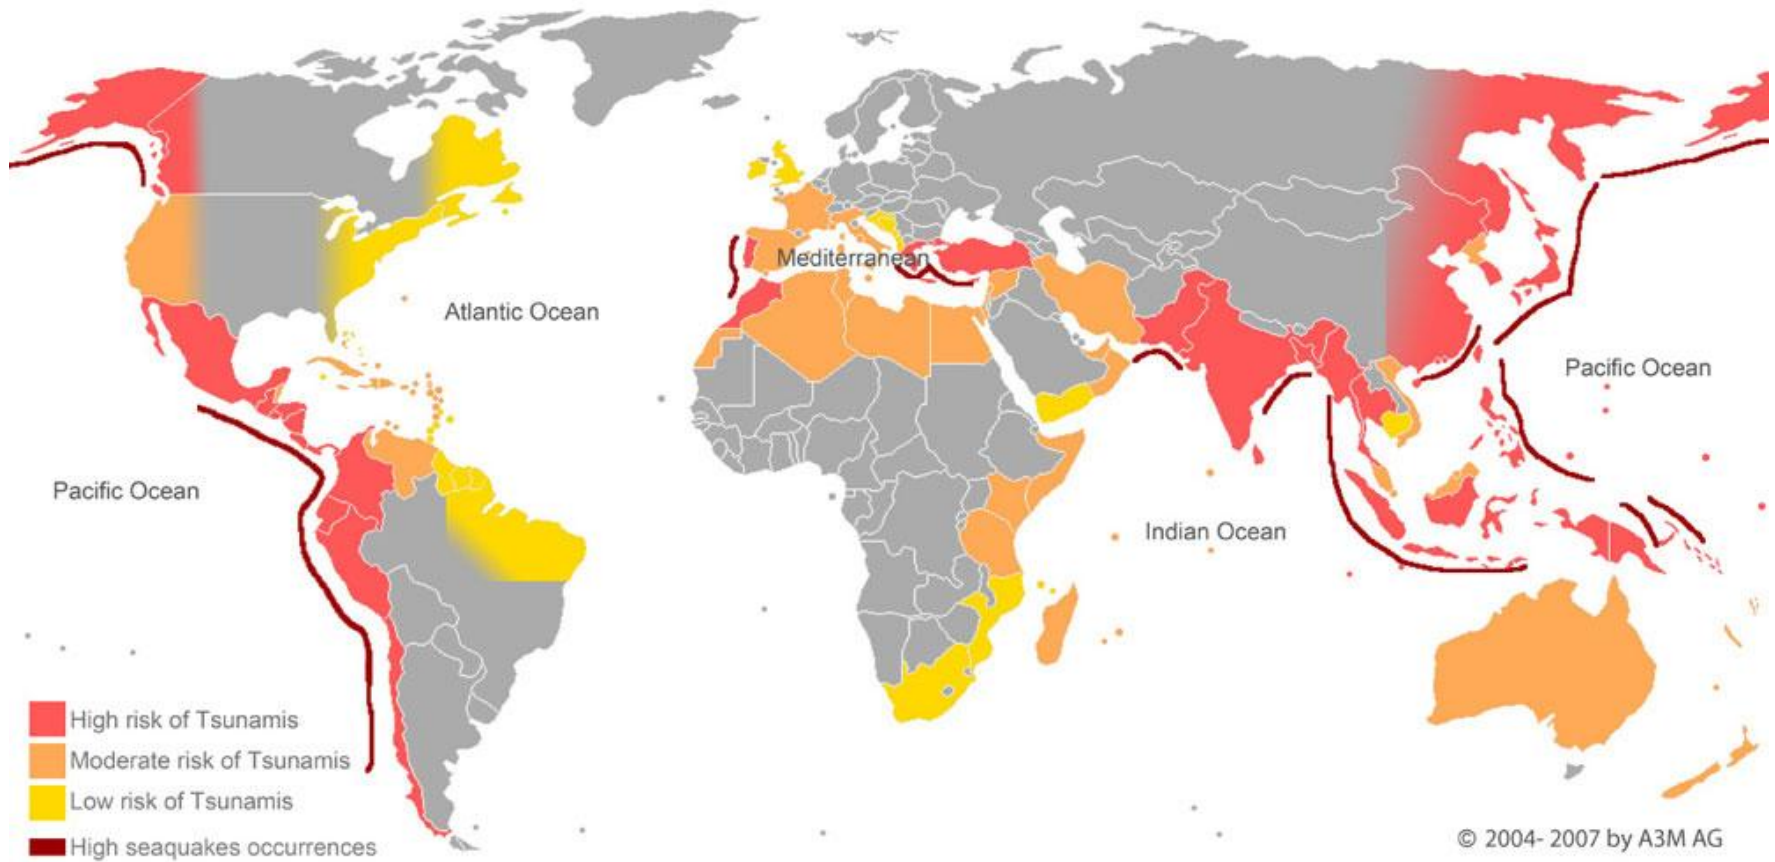 Mediterranean
Atlantic Ocean
Pacific Ocean
Pacific Ocean
Indian Ocean
High risk of Tsunamis
Moderate risk of Tsunamis
Low risk of Tsunamis
High seaquakes occurrences
© 2004- 2007 by A3M AG